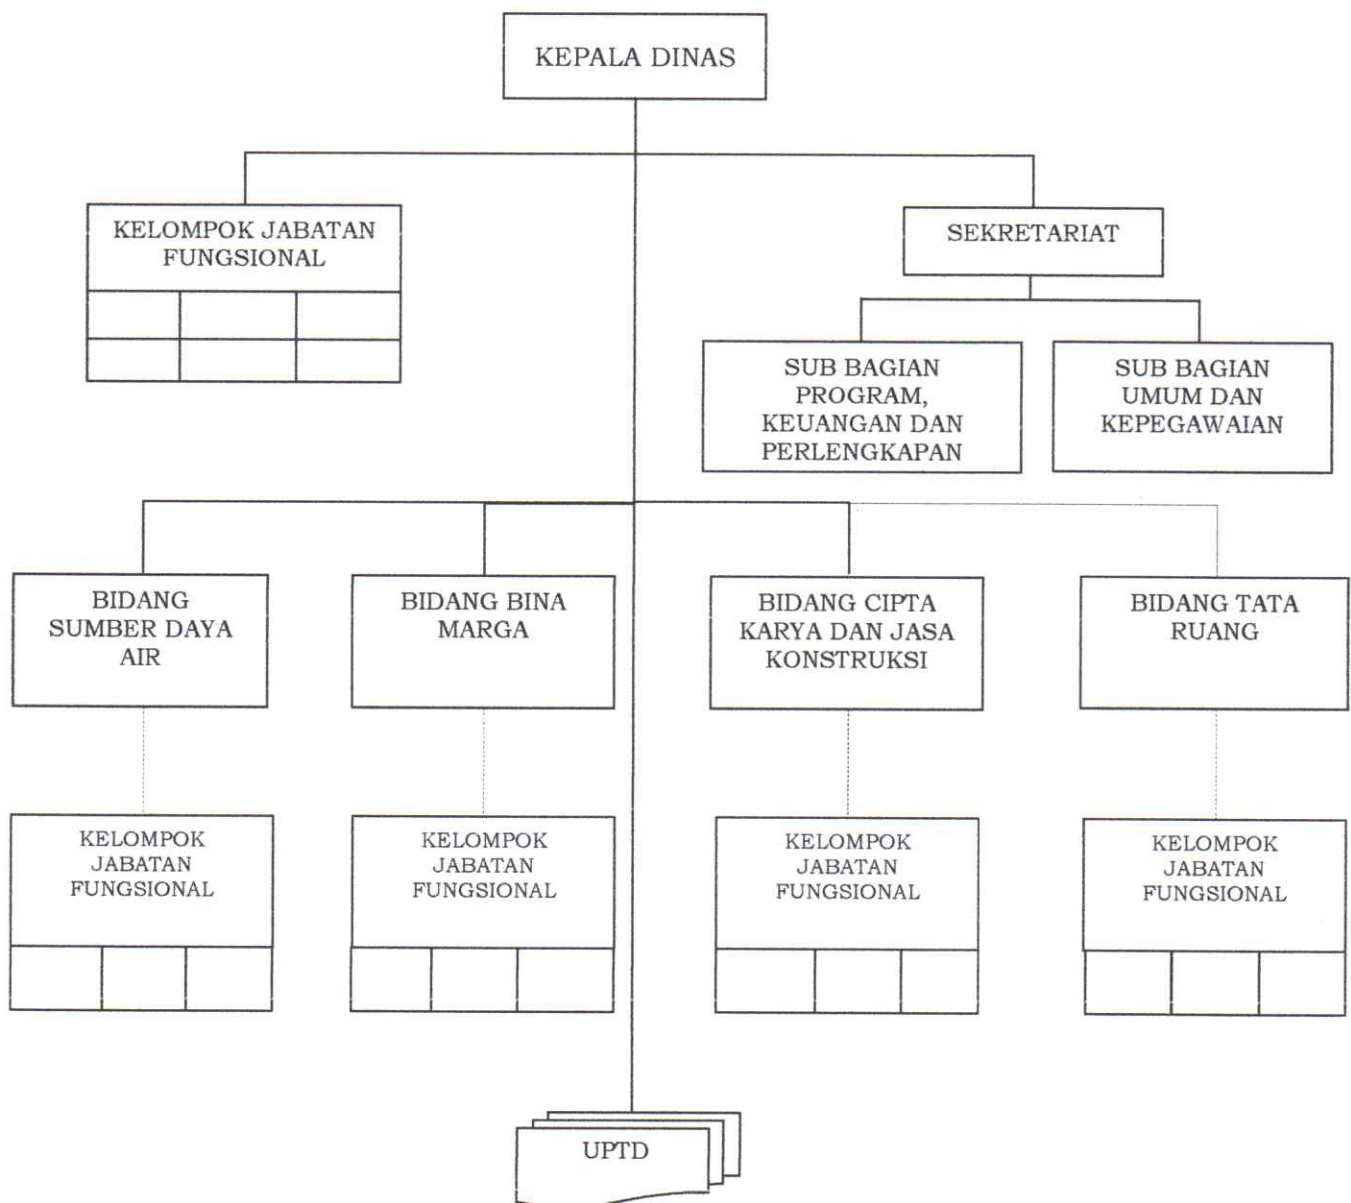 KEPALA DINAS
KELOMPOK JABATAN
FUNGSIONAL
SEKRETARIAT
SUB BAGIAN
PROGRAM,
KEUANGAN DAN
PERLENGKAPAN
SUB BAGIAN
UMUM DAN
KEPEGAWAIAN
BIDANG
SUMBER DAYA
AIR
BIDANG BINA
MARGA
BIDANG CIPTA
KARYA DAN JASA
KONSTRUKSI
BIDANG TATA
RUANG
KELOMPOK
JABATAN
FUNGSIONAL
KELOMPOK
JABATAN
FUNGSIONAL
KELOMPOK
JABATAN
FUNGSIONAL
KELOMPOK
JABATAN
FUNGSIONAL
UPTD